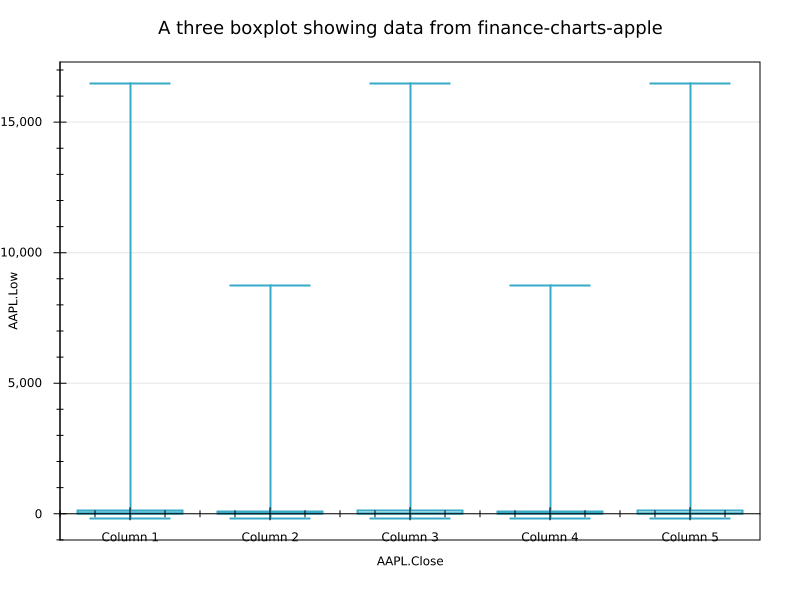 A three boxplot showing data from finance-charts-apple
15,000
10,000
AAPL.Low
5,000
0
Column 1
Column 2
Column 3
Column 4
Column 5
AAPL.Close